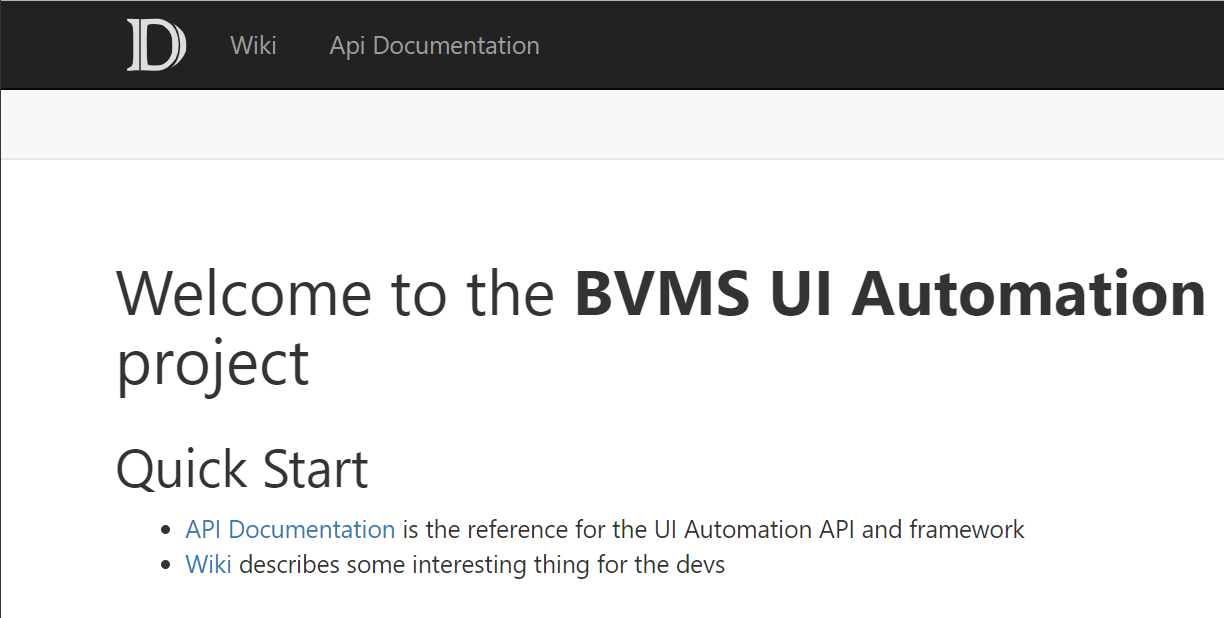 D
Wiki Api Documentation
Welcome to the BVMS UI Automation
project
Quick Start
API Documentation is the reference for the UI Automation API and framework
Wiki describes some interesting thing for the devs